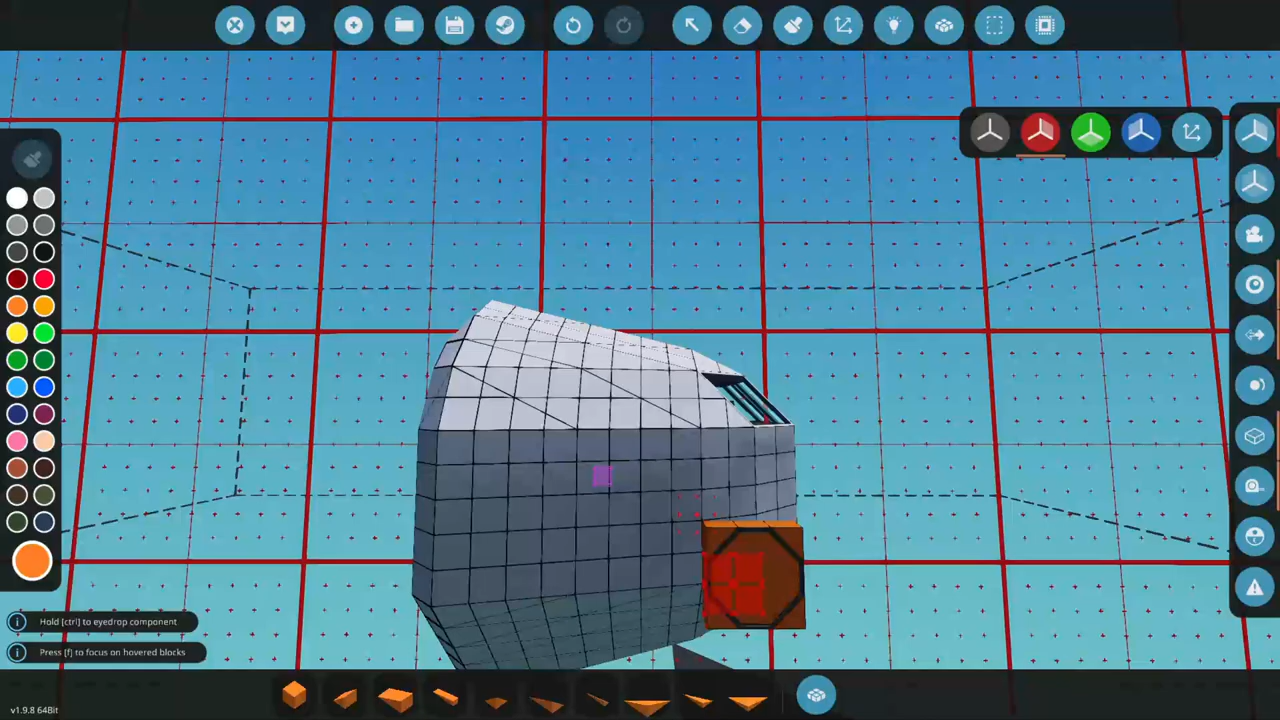 Hold [ctrl] to eyedrop component
Press [f] to focus on hovered blocks
v1.9.8 64Bit